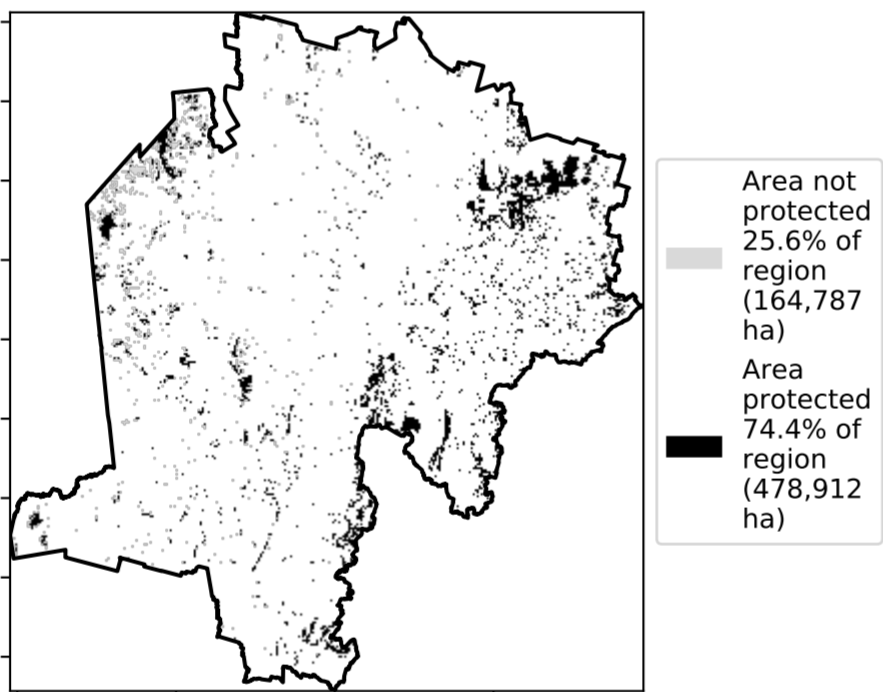 Area not
protected
25.6% of
region
(164,787
ha)
Area
protected
74.4% of
region
(478,912
ha)